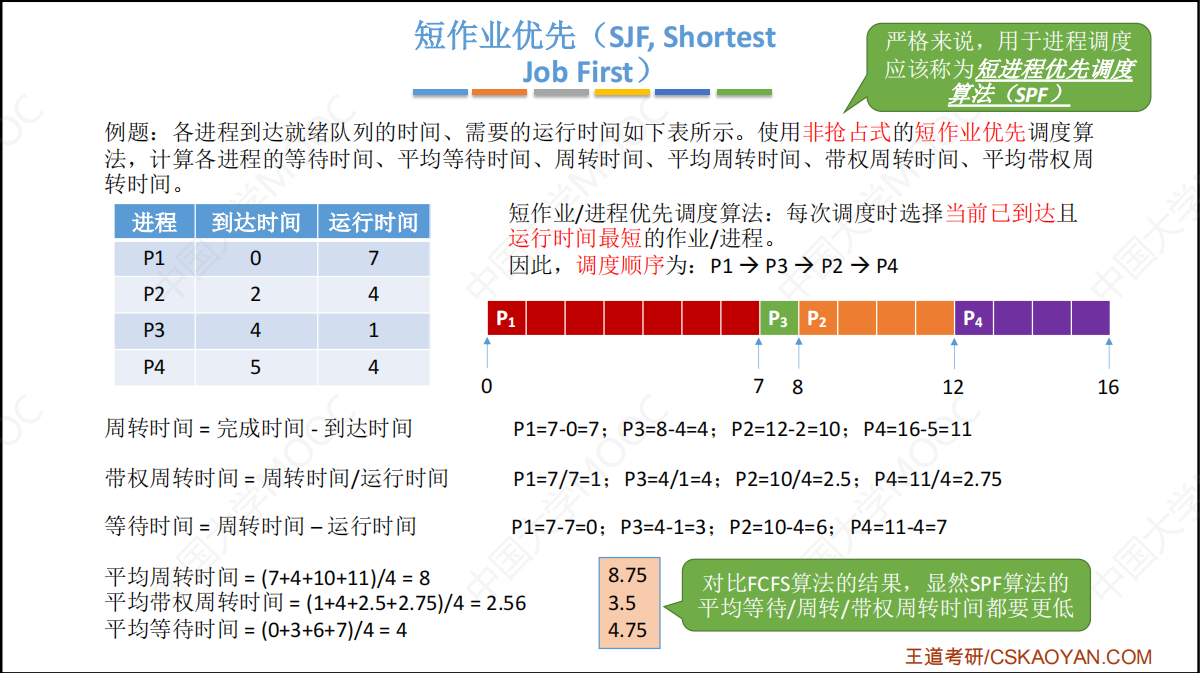 短作业优先（SJF, Shortest
Job First）
严格来说，用于进程调度
应该称为短进程优先调度
算法（SPF）
例题：各进程到达就绪队列的时间、需要的运行时间如下表所示。使用非抢占式的短作业优先调度算
法，计算各进程的等待时间、平均等待时间、周转时间、平均周转时间、带权周转时间、平均带权周
转时间。
进程 到达时间 运行时间
P1 0 7
P2 2 4
P3 4 1
P4 5 4
短作业/进程优先调度算法：每次调度时选择当前已到达且
运行时间最短的作业/进程。
因此，调度顺序为：P1 → P3 → P2 → P4
P1 P3 P2 P4
0 7 8 12 16
周转时间 = 完成时间 - 到达时间 P1=7-0=7；P3=8-4=4；P2=12-2=10；P4=16-5=11
带权周转时间 = 周转时间/运行时间 P1=7/7=1；P3=4/1=4；P2=10/4=2.5；P4=11/4=2.75
等待时间 = 周转时间 – 运行时间 P1=7-7=0；P3=4-1=3；P2=10-4=6；P4=11-4=7
平均周转时间 = (7+4+10+11)/4 = 8
平均带权周转时间 = (1+4+2.5+2.75)/4 = 2.56
平均等待时间 = (0+3+6+7)/4 = 4
8.75
3.5
4.75
对比FCFS算法的结果，显然SPF算法的
平均等待/周转/带权周转时间都要更低
王道考研/CSKAOYAN.COM
中国大学MOOC